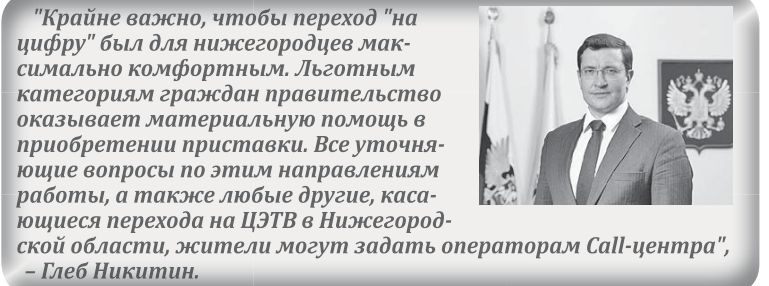 "Крайне важно, чтобы переход "на
цифру" был для нижегородцев мак-
симально комфортным. Льготным
категориям граждан правительство
оказывает материальную помощь в
приобретении приставки. Все уточня-
ющие вопросы по этим направлениям
работы, а также любые другие, каса-
ющиеся перехода на ЦЭТВ в Нижегород-
ской области, жители могут задать операторам Call-центра",
– Глеб Никитин.